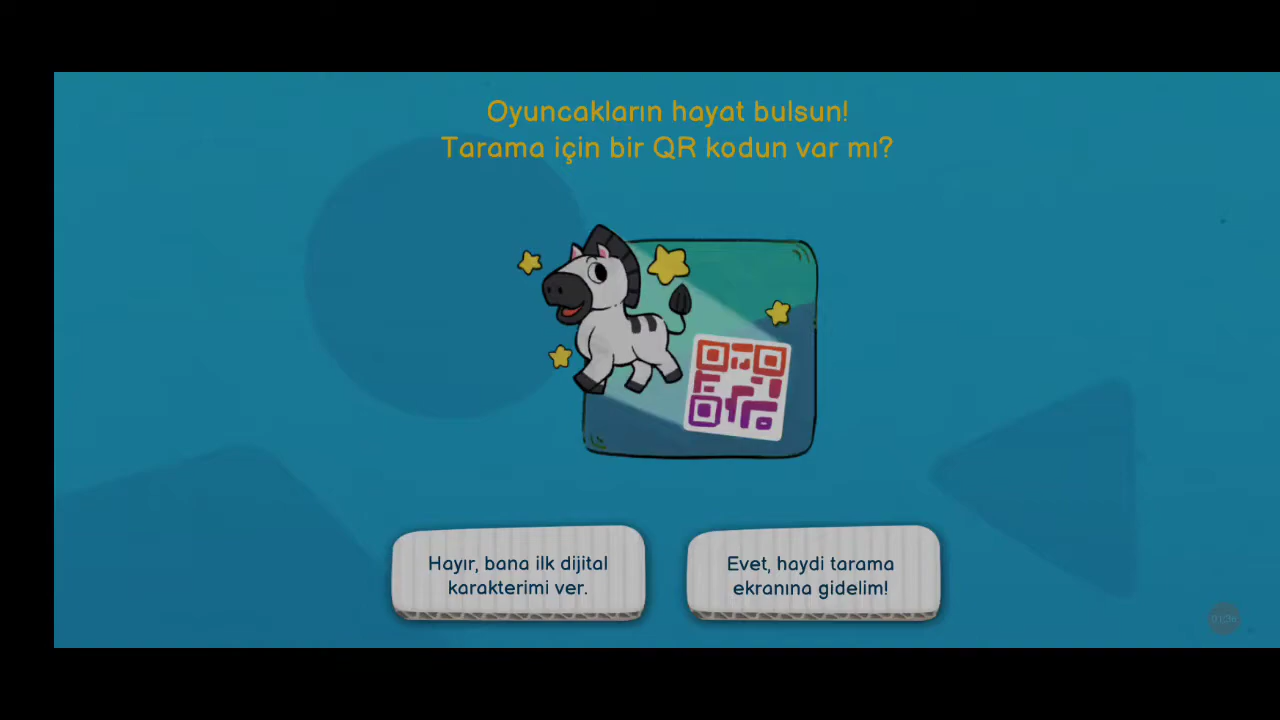 Oyuncakların hayat bulsun!
Tarama için bir QR kodun var mı?
Hayır, bana ilk dijital
karakterimi ver.
Evet, haydi tarama
ekranına gidelim!